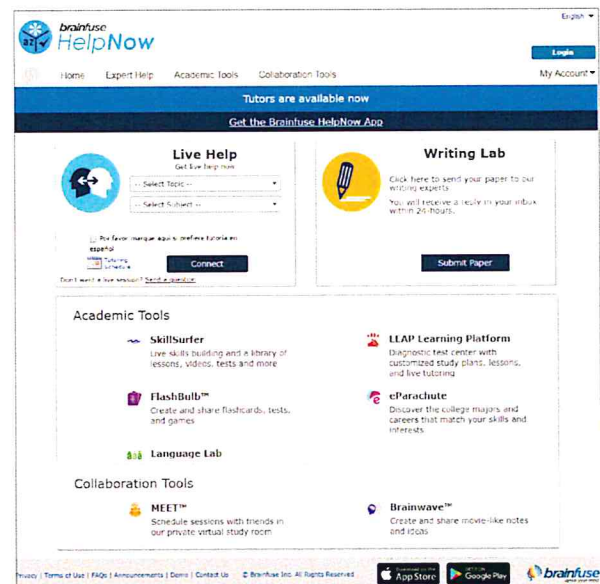 English
brainfuse
HelpNow
Login
Home Expert Help Academic Tools Collaboration Tools My Account
Tutors are available now
Get the Brainfuse HelpNow App
Live Help
Get live help now
-- Select Topic --
-- Select Subject --
Por favor marque aquí si prefiere tutoría en
español
Tutoring
Schedule
Connect
Don't want a live session? Send a question.
Writing Lab
Click here to send your paper to our
writing experts
You will receive a reply in your inbox
within 24-hours.
Submit Paper
Academic Tools
SkillSurfer
Live skills building and a library of
lessons, videos, tests and more
LEAP Learning Platform
Diagnostic test center with
customized study plans, lessons,
and live tutoring
FlashBulb™
Create and share flashcards, tests,
and games
eParachute
Discover the college majors and
careers that match your skills and
interests
Language Lab
Collaboration Tools
MEET™
Schedule sessions with friends in
our private virtual study room
Brainwave™
Create and share movie-like notes
and ideas
Privacy | Terms of Use | FAQs | Announcements | Demo | Contact Us © Brainfuse Inc. All Rights Reserved
App Store
Google Play
brainfuse